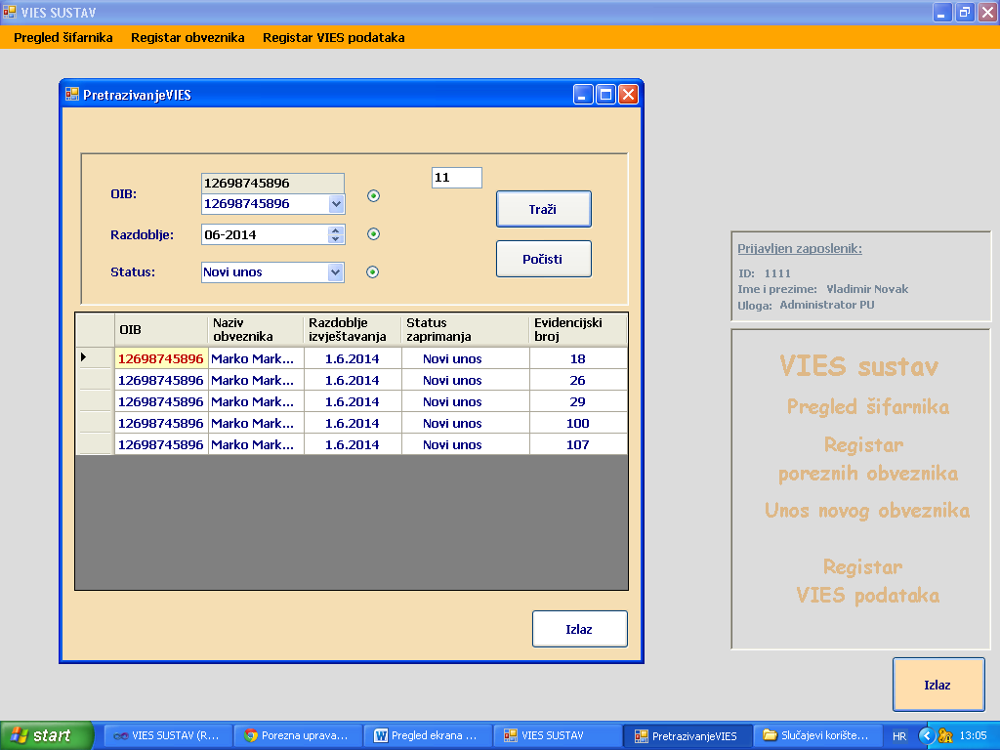 VIES SUSTAV
Pregled šifarnika Registar obveznika Registar VIES podataka
PretrazivanjeVIES
OIB:
12698745896
12698745896
11
Traži
Razdoblje: 06-2014
Počisti
Status: Novi unos
OIB Naziv obveznika Razdoblje izvještavanja Status zaprimanja Evidencijski broj
12698745896 Marko Mark... 1.6.2014 Novi unos 18
12698745896 Marko Mark... 1.6.2014 Novi unos 26
12698745896 Marko Mark... 1.6.2014 Novi unos 29
12698745896 Marko Mark... 1.6.2014 Novi unos 100
12698745896 Marko Mark... 1.6.2014 Novi unos 107
Izlaz
Prijavljen zaposlenik:
ID: 1111
Ime i prezime: Vladimir Novak
Uloga: Administrator PU
VIES sustav
Pregled šifarnika
Registar
poreznih obveznika
Unos novog obveznika
Registar
VIES podataka
Izlaz
start VIES SUSTAV (R... Porezna uprava... Pregled ekrana ... VIES SUSTAV PretrazivanjeVIES Slučajevi korište... HR 13:05